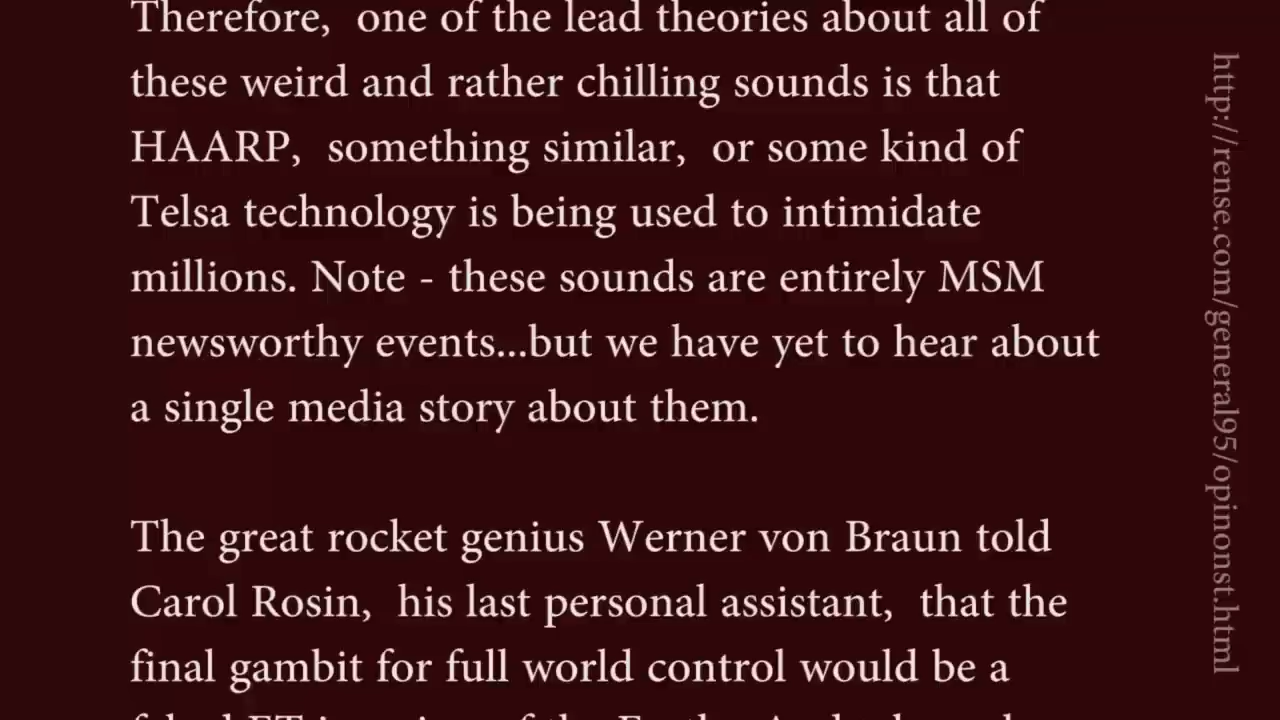 Therefore,  one of the lead theories about all of
these weird and rather chilling sounds is that
HAARP,  something similar,  or some kind of
Telsa technology is being used to intimidate
millions. Note - these sounds are entirely MSM
newsworthy events...but we have yet to hear about
a single media story about them.
The great rocket genius Werner von Braun told
Carol Rosin,  his last personal assistant,  that the
final gambit for full world control would be a
http://rense.com/general95/opinonst.html